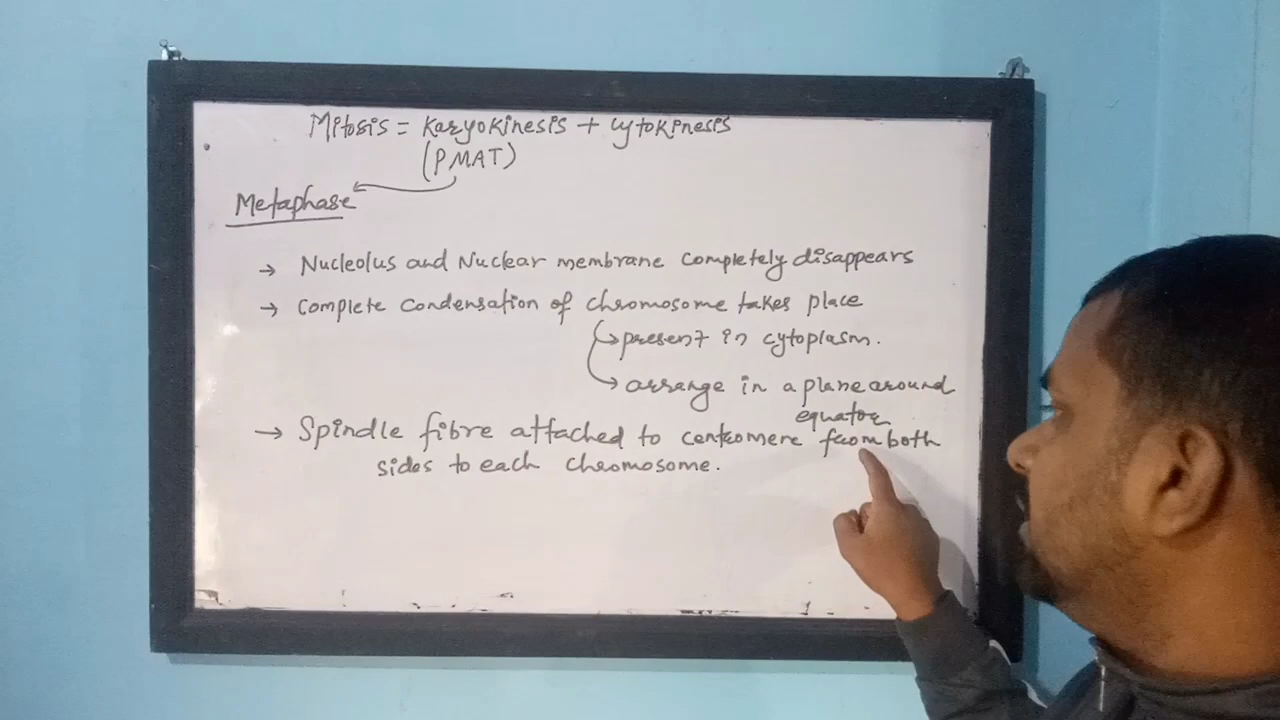 Mitosis = Karyokinesis + Cytokinesis
(PMAT)
Metaphase
→ Nucleolus and Nuclear membrane completely disappears
→ Complete condensation of chromosome takes place
→ present in cytoplasm.
→ arrange in a plane around
equator
→ Spindle fibre attached to centromere from both
sides to each chromosome.